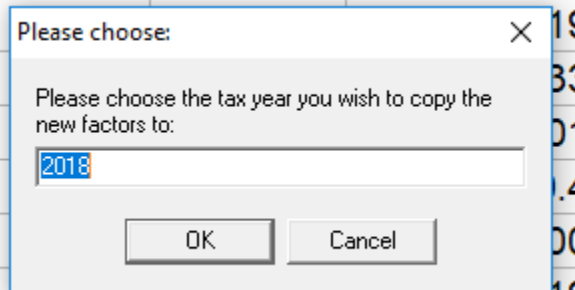 Please choose:
Please choose the tax year you wish to copy the
new factors to:
2018
OK
Cancel